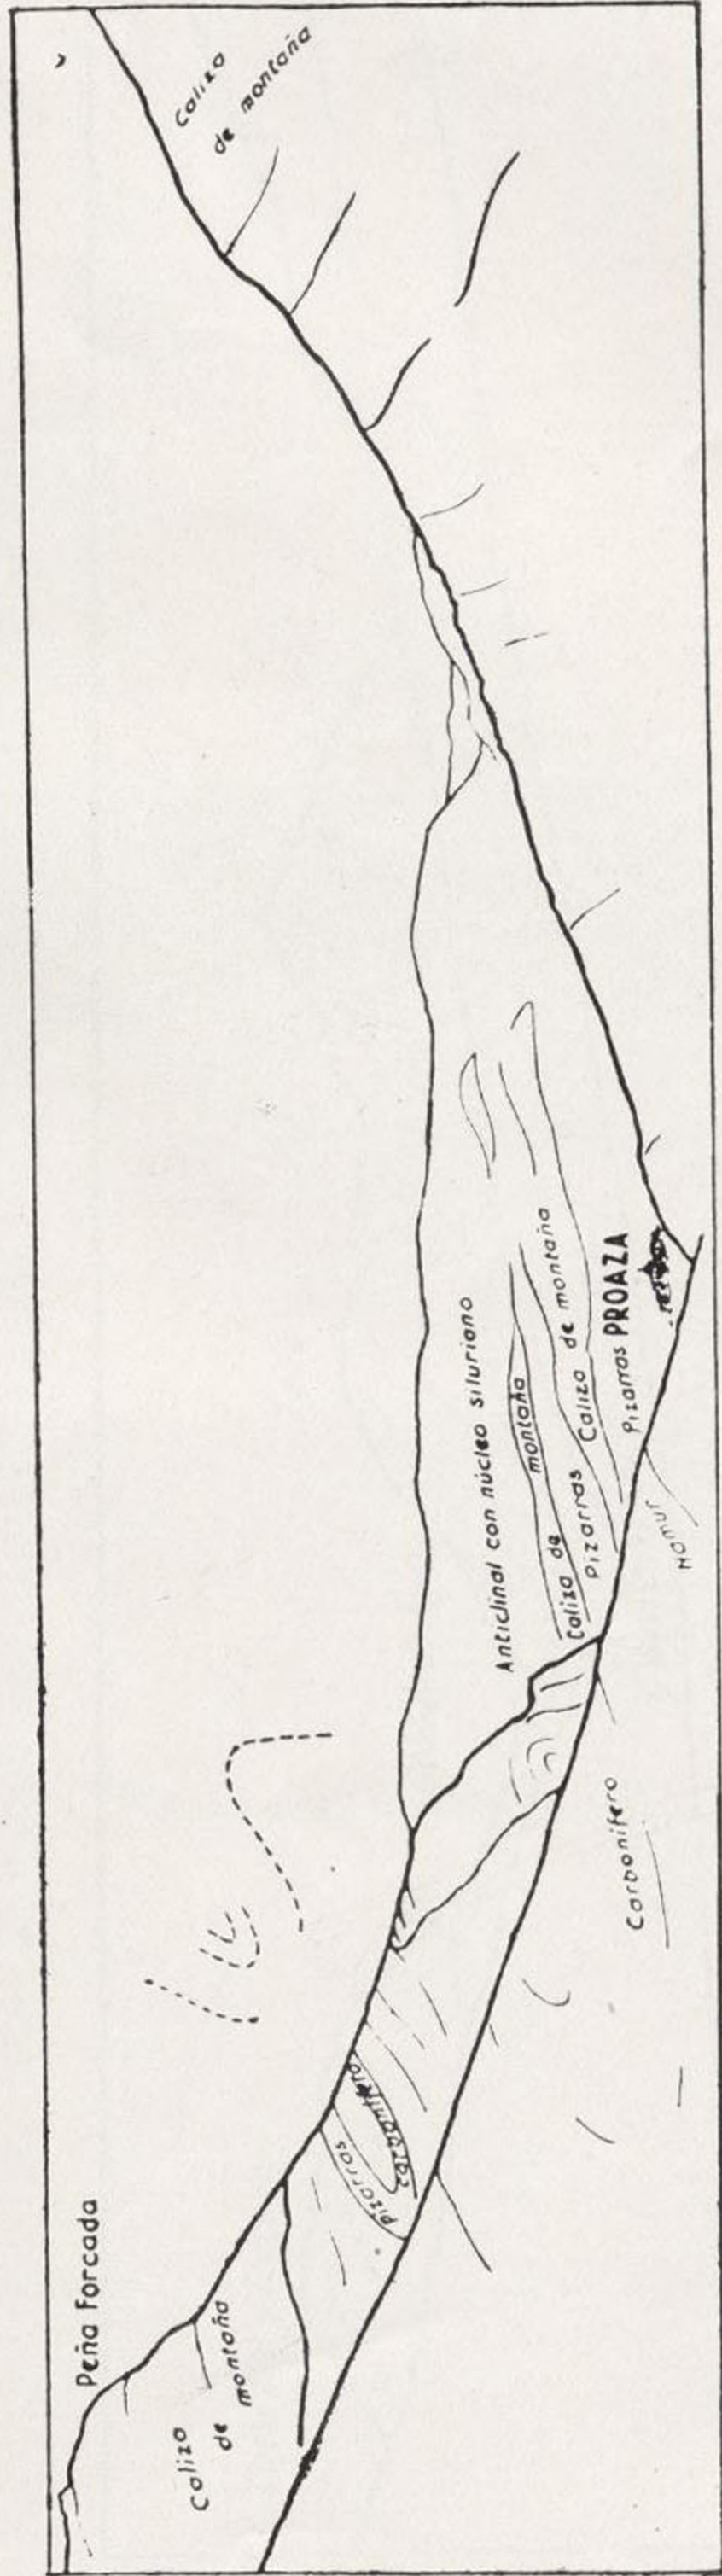 Peña Forcada
Caliza
de montaña
pizarras
carbonífero
Carbonífero
Anticlinal con núcleo siluriano
Caliza de montaña
Pizarras
Caliza de montaña
Pizarras
PROAZA
Namur
Caliza
de montaña